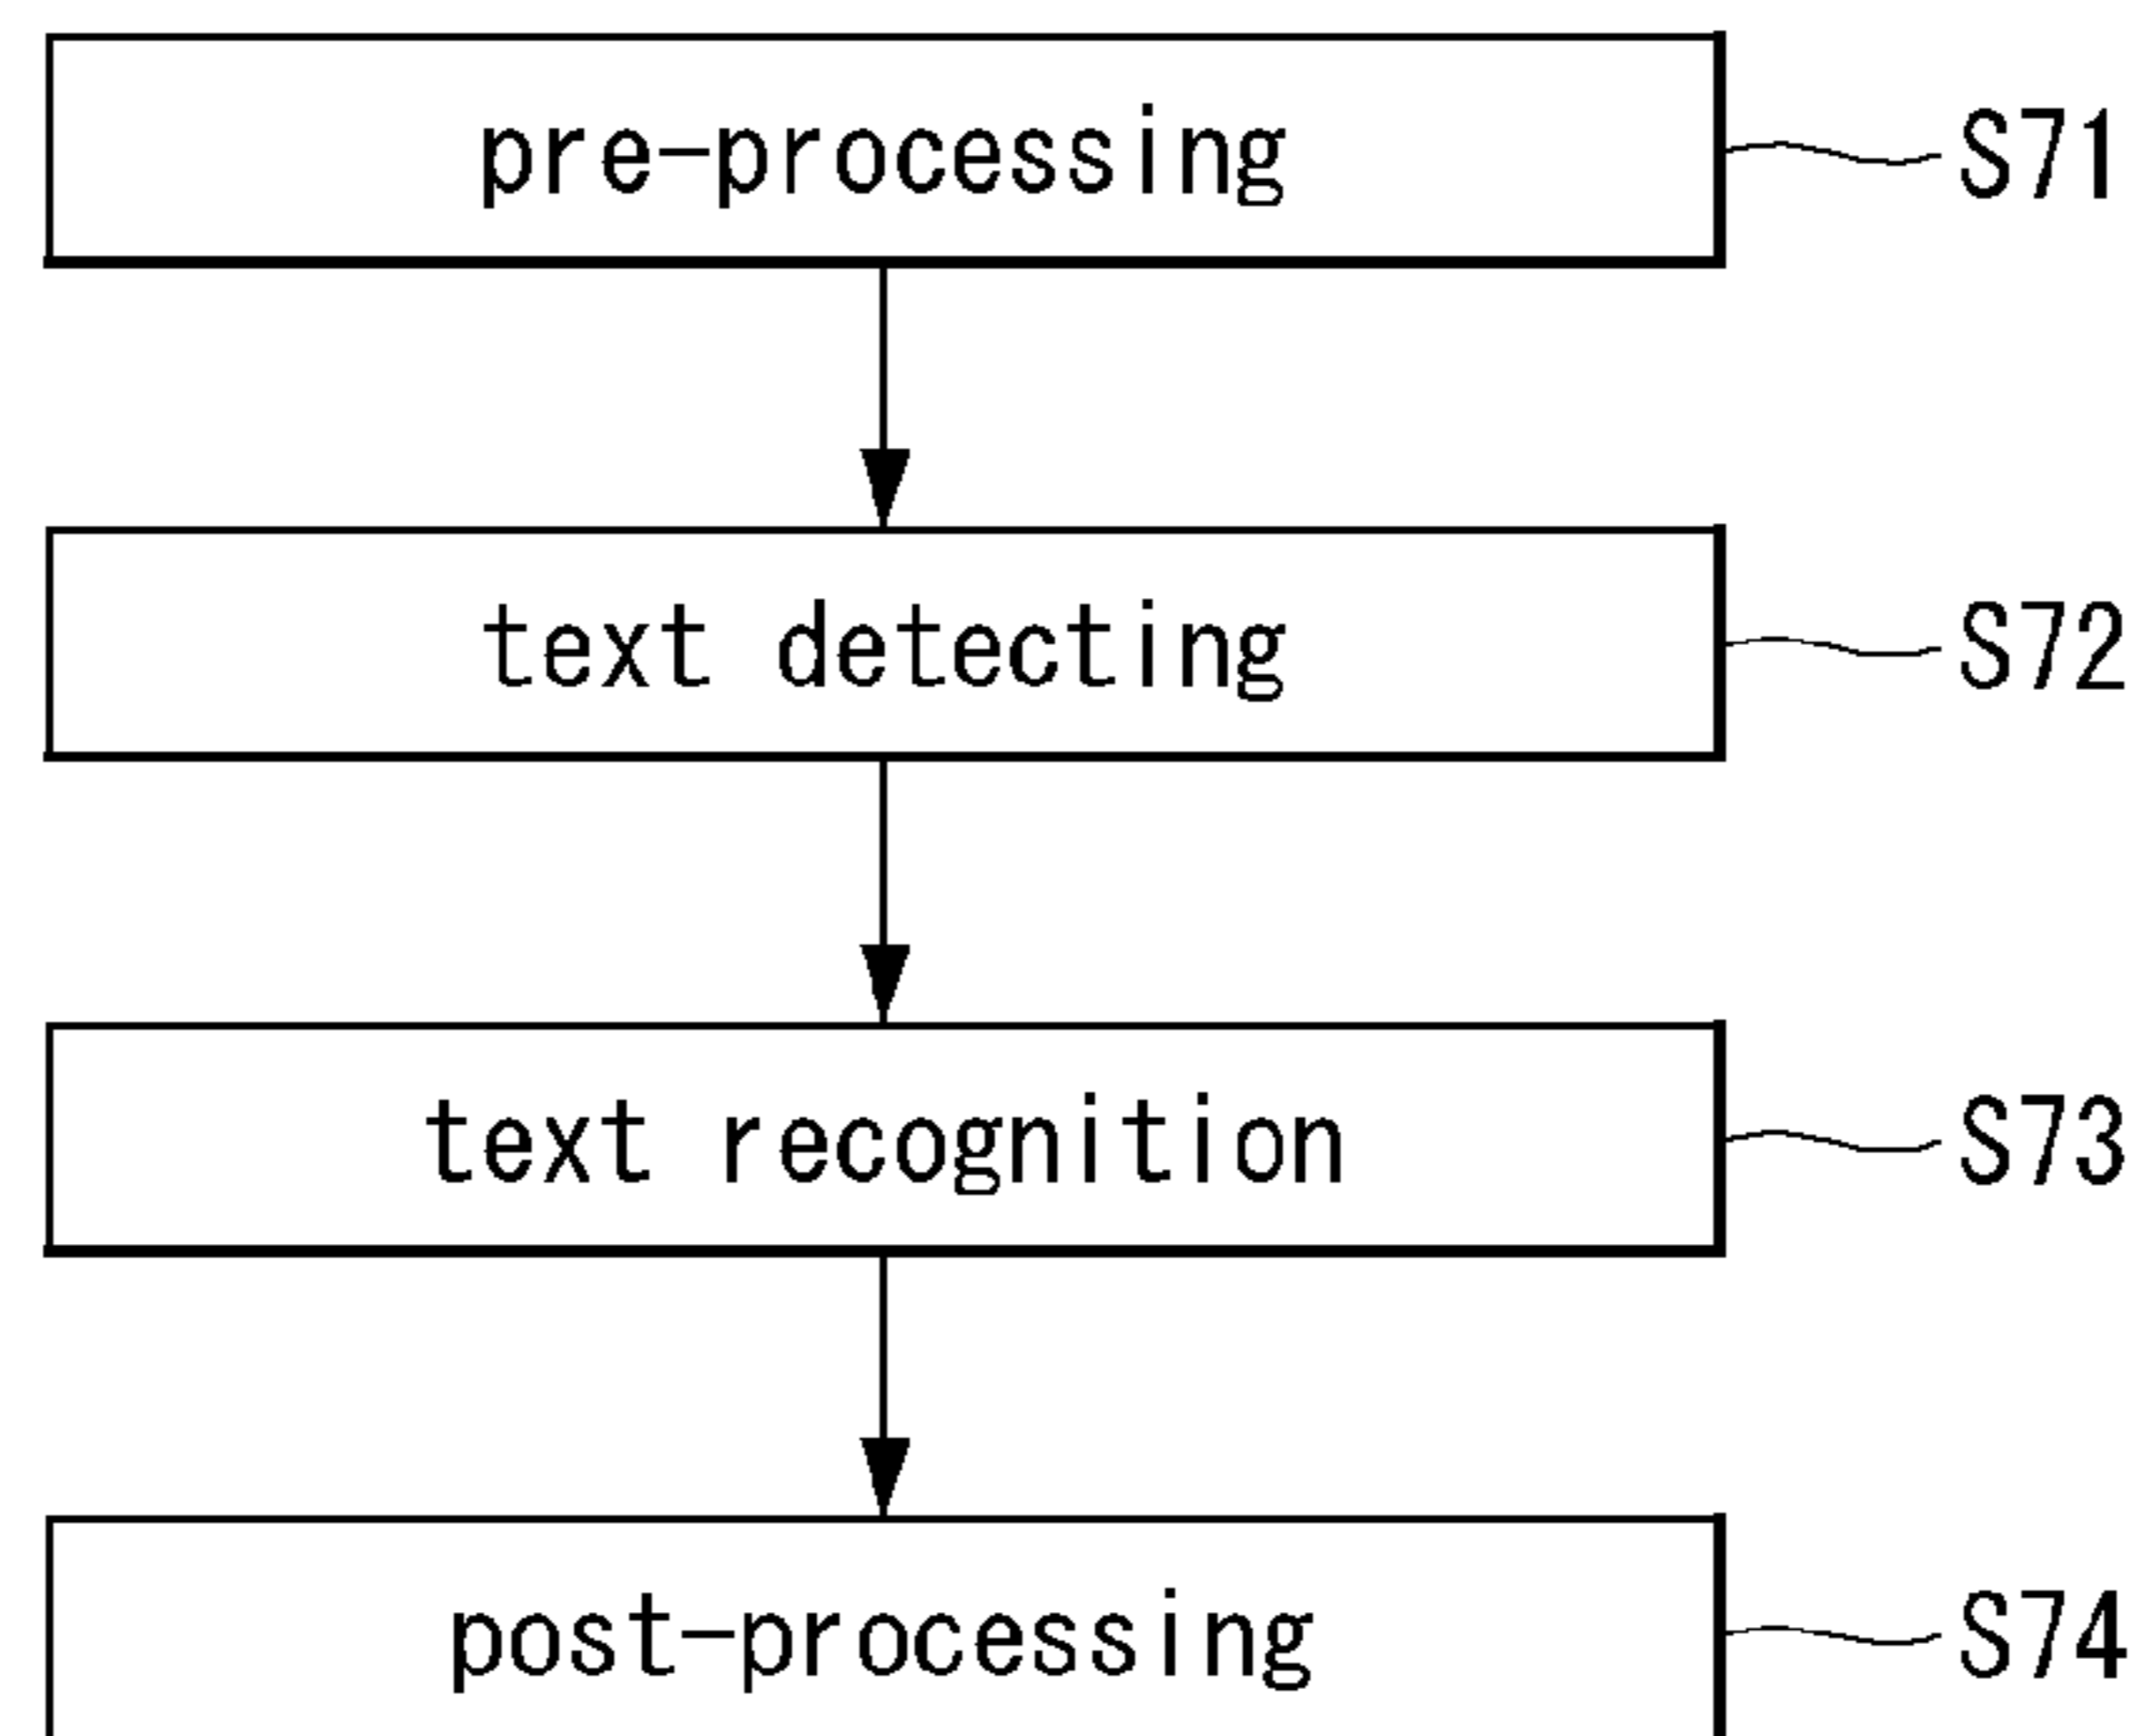 pre-processing S71
text detecting S72
text recognition S73
post-processing S74